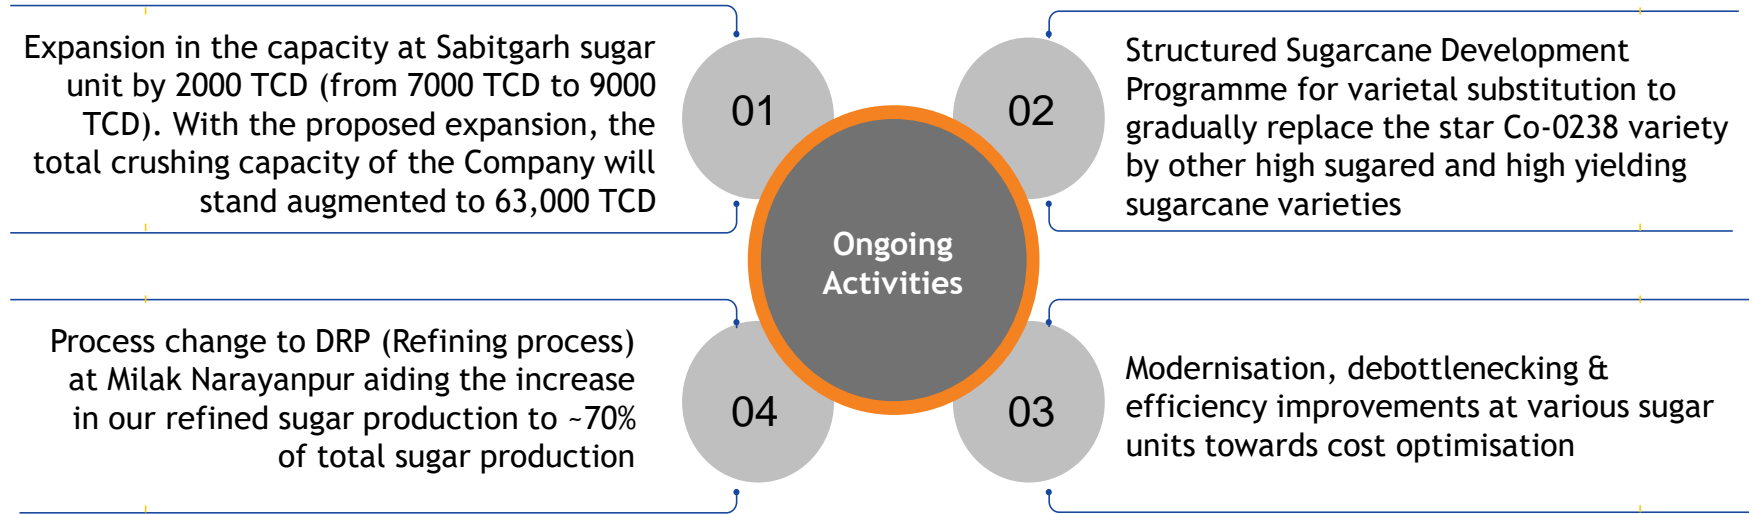 Expansion in the capacity at Sabitgarh sugar
unit by 2000 TCD (from 7000 TCD to 9000
TCD). With the proposed expansion, the
total crushing capacity of the Company will
stand augmented to 63,000 TCD
01
02
Structured Sugarcane Development
Programme for varietal substitution to
gradually replace the star Co-0238 variety
by other high sugared and high yielding
sugarcane varieties
Ongoing
Activities
Process change to DRP (Refining process)
at Milak Narayanpur aiding the increase
in our refined sugar production to ~70%
of total sugar production
04
03
Modernisation, debottlenecking &
efficiency improvements at various sugar
units towards cost optimisation